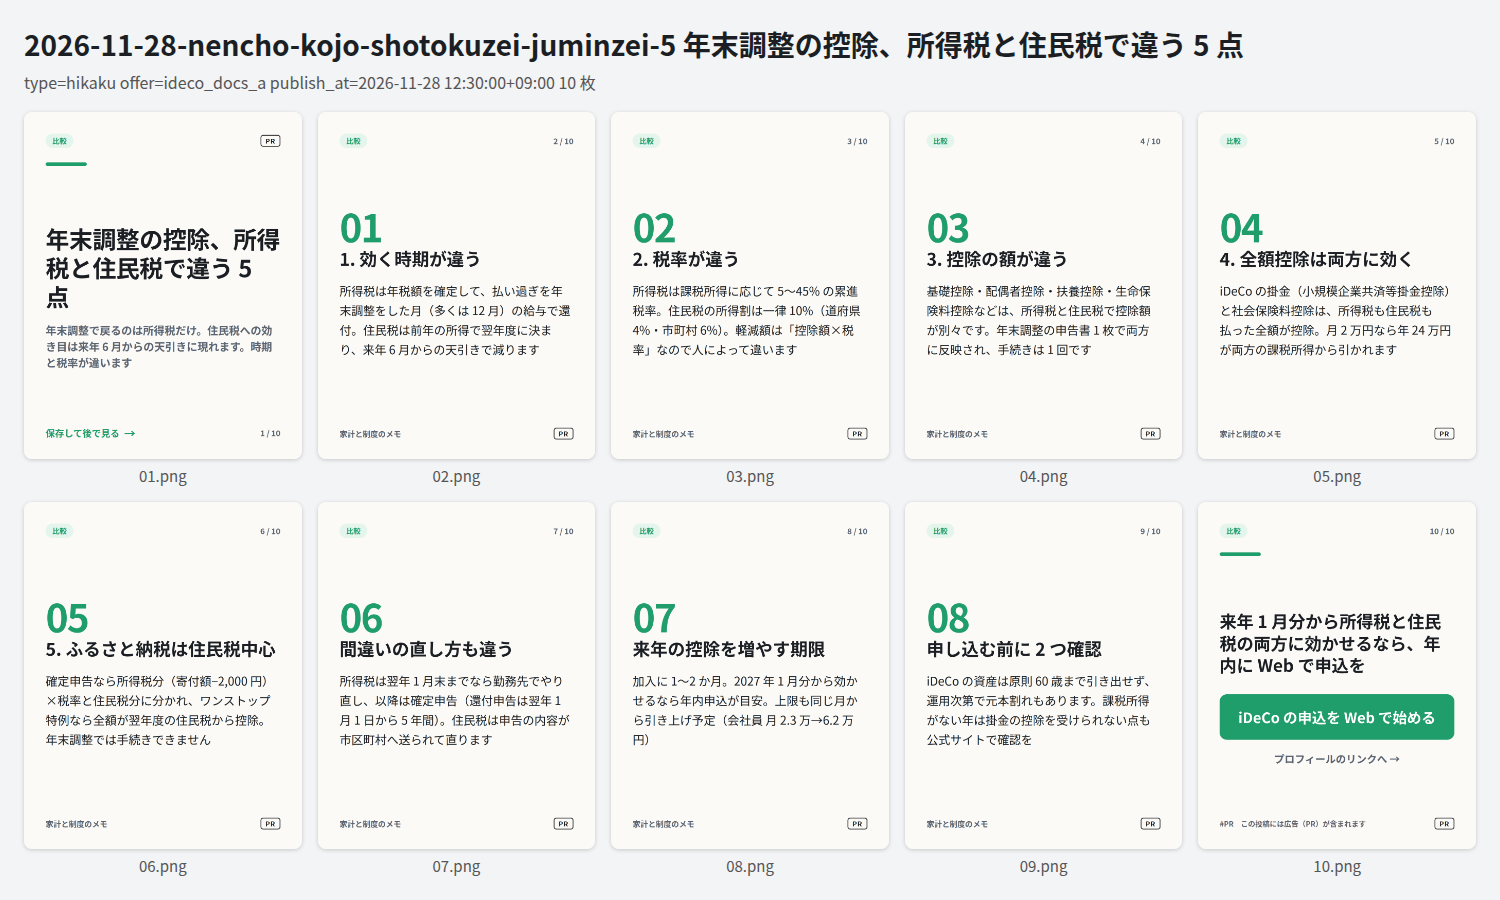 2026-11-28-nencho-kojo-shotokuzei-juminzei-5 年末調整の控除、所得税と住民税で違う 5 点
type=hikaku offer=ideco_docs_a publish_at=2026-11-28 12:30:00+09:00 10 枚
比較
PR
年末調整の控除、所得
税と住民税で違う 5
点
年末調整で戻るのは所得税だけ。住民税への効
き目は来年 6 月からの天引きに現れます。時期
と税率が違います
保存して後で見る →
1 / 10
01.png
比較
2 / 10
01
1. 効く時期が違う
所得税は年税額を確定して、払い過ぎを年
末調整をした月（多くは 12 月）の給与で還
付。住民税は前年の所得で翌年度に決ま
り、来年 6 月からの天引きで減ります
家計と制度のメモ
PR
02.png
比較
3 / 10
02
2. 税率が違う
所得税は課税所得に応じて 5〜45% の累進
税率。住民税の所得割は一律 10%（道府県
4%・市町村 6%）。軽減額は「控除額×税
率」なので人によって違います
家計と制度のメモ
PR
03.png
比較
4 / 10
03
3. 控除の額が違う
基礎控除・配偶者控除・扶養控除・生命保
険料控除などは、所得税と住民税で控除額
が別々です。年末調整の申告書 1 枚で両方
に反映され、手続きは 1 回です
家計と制度のメモ
PR
04.png
比較
5 / 10
04
4. 全額控除は両方に効く
iDeCo の掛金（小規模企業共済等掛金控除）
と社会保険料控除は、所得税も住民税も
払った全額が控除。月 2 万円なら年 24 万円
が両方の課税所得から引かれます
家計と制度のメモ
PR
05.png
比較
6 / 10
05
5. ふるさと納税は住民税中心
確定申告なら所得税分（寄付額−2,000 円）
×税率と住民税分に分かれ、ワンストップ
特例なら全額が翌年度の住民税から控除。
年末調整では手続きできません
家計と制度のメモ
PR
06.png
比較
7 / 10
06
間違いの直し方も違う
所得税は翌年 1 月末までなら勤務先でやり
直し、以降は確定申告（還付申告は翌年 1
月 1 日から 5 年間）。住民税は申告の内容が
市区町村へ送られて直ります
家計と制度のメモ
PR
07.png
比較
8 / 10
07
来年の控除を増やす期限
加入に 1〜2 か月。2027 年 1 月分から効か
せるなら年内申込が目安。上限も同じ月か
ら引き上げ予定（会社員 月 2.3 万→6.2 万
円）
家計と制度のメモ
PR
08.png
比較
9 / 10
08
申し込む前に 2 つ確認
iDeCo の資産は原則 60 歳まで引き出せず、
運用次第で元本割れもあります。課税所得
がない年は掛金の控除を受けられない点も
公式サイトで確認を
家計と制度のメモ
PR
09.png
比較
10 / 10
来年 1 月分から所得税と住民
税の両方に効かせるなら、年
内に Web で申込を
iDeCo の申込を Web で始める
プロフィールのリンクへ →
#PR この投稿には広告（PR）が含まれます
PR
10.png